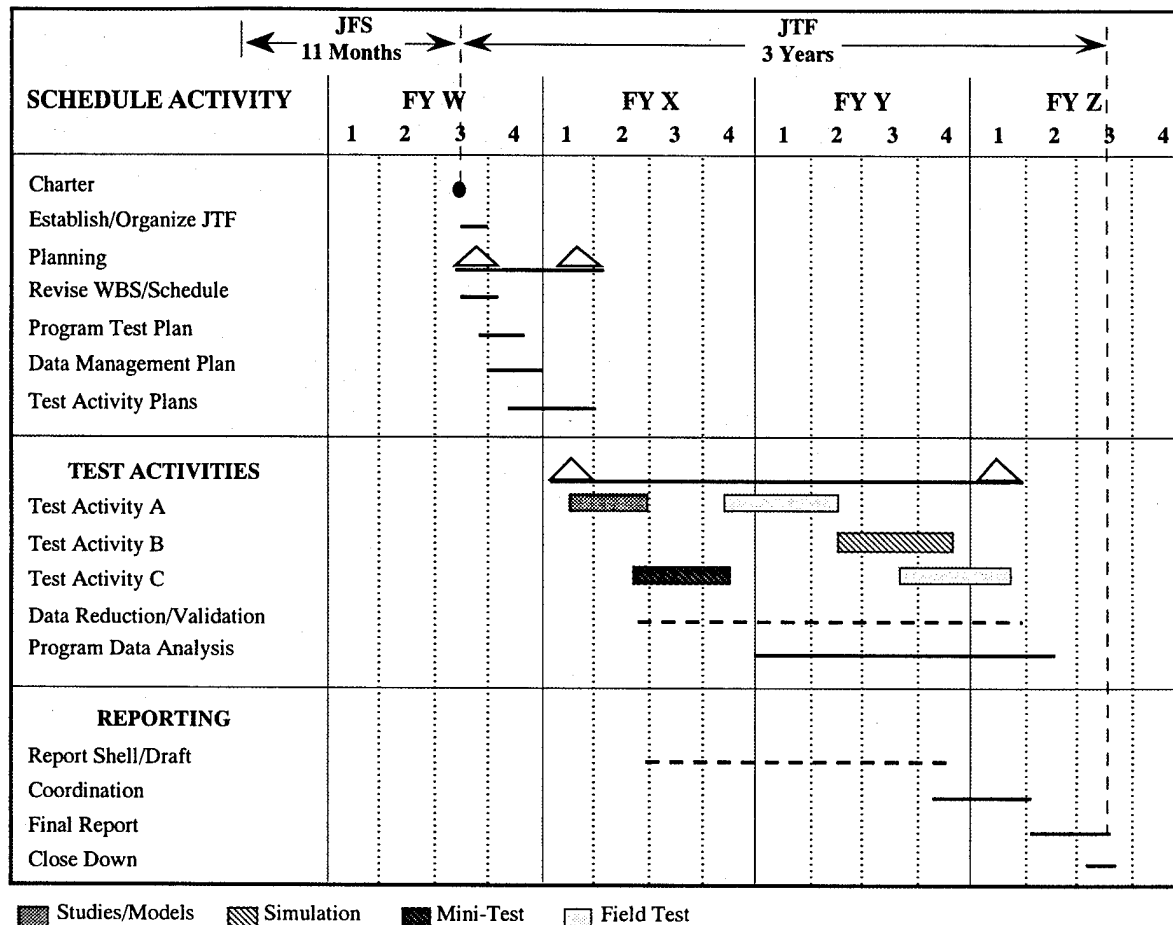 JFS JTF
11 Months 3 Years
SCHEDULE ACTIVITY FY W FY X FY Y FY Z
1 2 3 4 1 2 3 4 1 2 3 4 1 2 3 4
Charter
Establish/Organize JTF
Planning
Revise WBS/Schedule
Program Test Plan
Data Management Plan
Test Activity Plans
TEST ACTIVITIES
Test Activity A
Test Activity B
Test Activity C
Data Reduction/Validation
Program Data Analysis
REPORTING
Report Shell/Draft
Coordination
Final Report
Close Down
Studies/Models Simulation Mini-Test Field Test